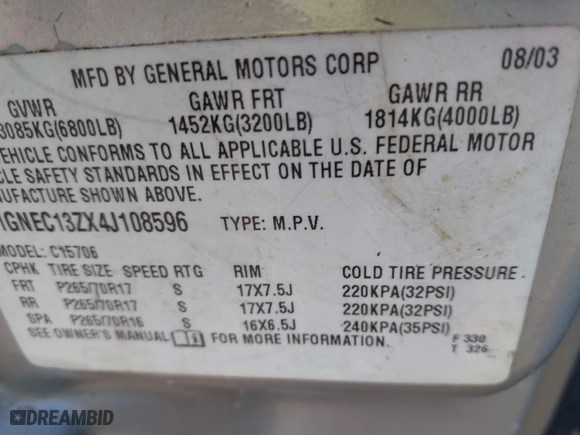 MFD BY GENERAL MOTORS CORP 08/03
GVWR GAWR FRT GAWR RR
3085KG(6800LB) 1452KG(3200LB) 1814KG(4000LB)
VEHICLE CONFORMS TO ALL APPLICABLE U.S. FEDERAL MOTOR
CLE SAFETY STANDARDS IN EFFECT ON THE DATE OF
NUFACTURE SHOWN ABOVE.
1GNEC13ZX4J108596 TYPE: M.P.V.
MODEL: C15706
CPHK TIRE SIZE SPEED RTG RIM COLD TIRE PRESSURE
FRT P265/70R17 S 17X7.5J 220KPA(32PSI)
RR P265/70R17 S 17X7.5J 220KPA(32PSI)
SPA P265/70R16 S 16X6.5J 240KPA(35PSI)
SEE OWNER'S MANUAL FOR MORE INFORMATION. F 330
T 326
DREAMBID